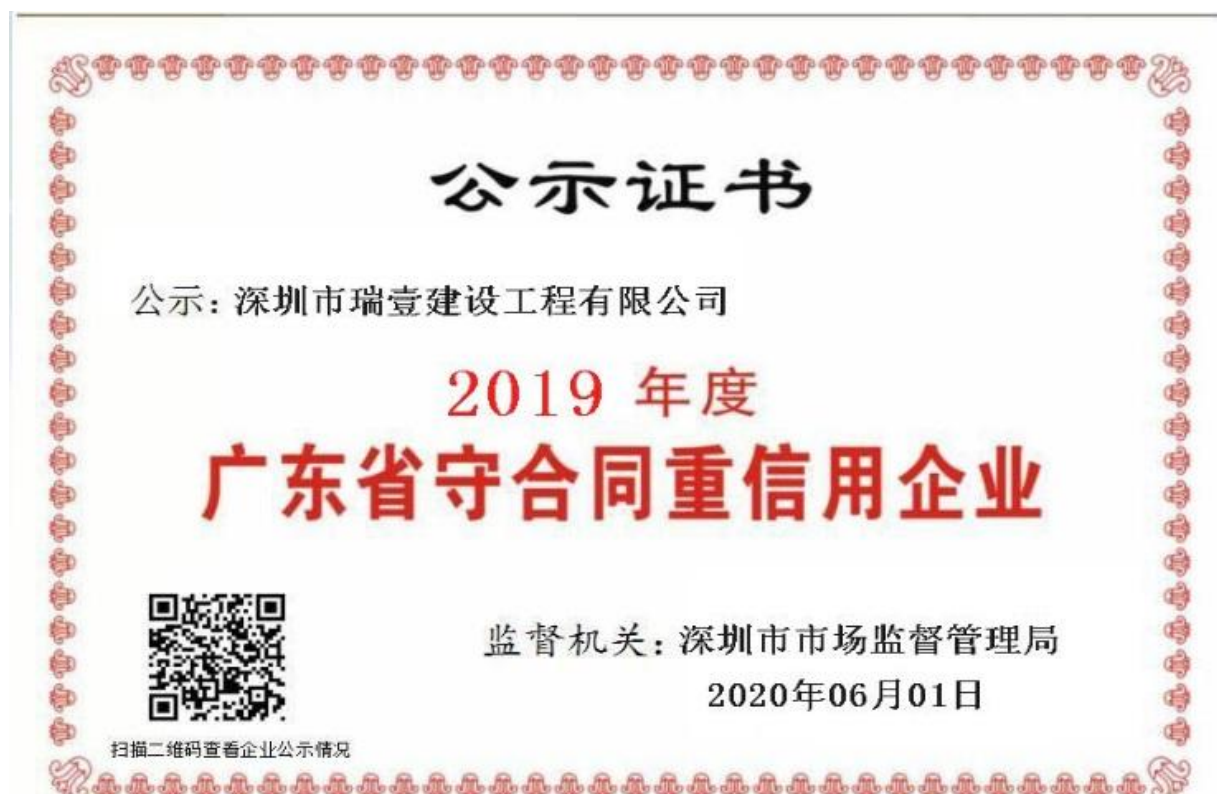 公示证书
公示：深圳市瑞壹建设工程有限公司
2019 年度
广东省守合同重信用企业
监督机关：深圳市市场监督管理局
2020年06月01日
扫描二维码查看企业公示情况